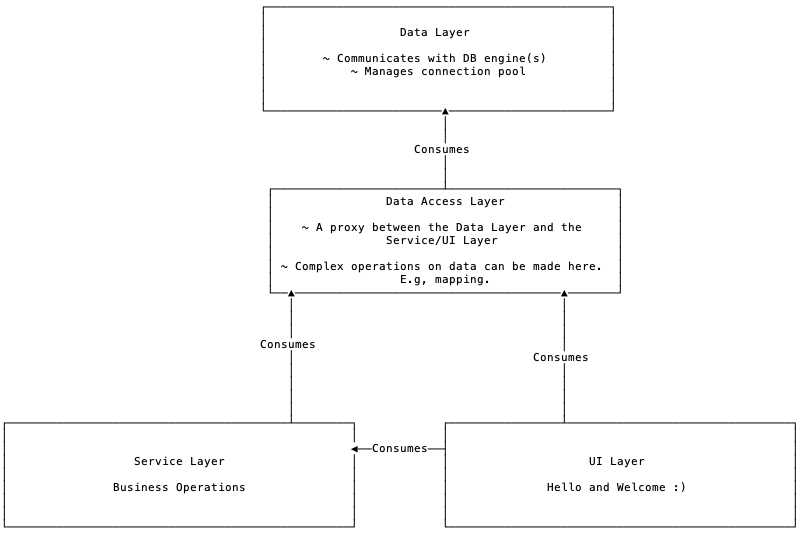 Data Layer
~ Communicates with DB engine(s)
~ Manages connection pool
Consumes
Data Access Layer
~ A proxy between the Data Layer and the
Service/UI Layer
~ Complex operations on data can be made here.
E.g, mapping.
Consumes
Consumes
Consumes
Service Layer
Business Operations
UI Layer
Hello and Welcome :)